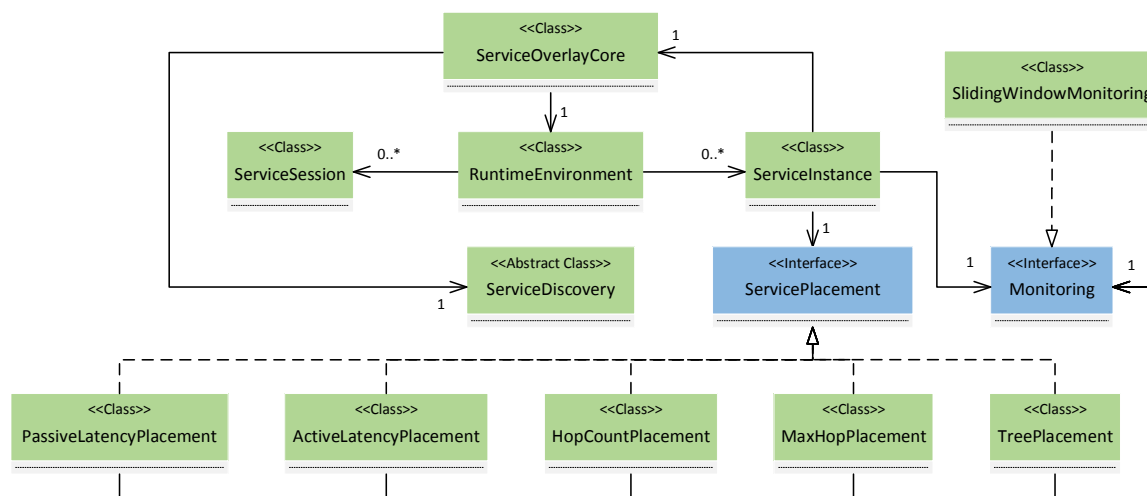 <<Class>>
ServiceOverlayCore
1
<<Class>>
SlidingWindowMonitoring
1
<<Class>>
ServiceSession
0..*
<<Class>>
RuntimeEnvironment
0..*
<<Class>>
ServiceInstance
1
<<Abstract Class>>
ServiceDiscovery
1
<<Interface>>
ServicePlacement
1
<<Interface>>
Monitoring
1
<<Class>>
PassiveLatencyPlacement
<<Class>>
ActiveLatencyPlacement
<<Class>>
HopCountPlacement
<<Class>>
MaxHopPlacement
<<Class>>
TreePlacement